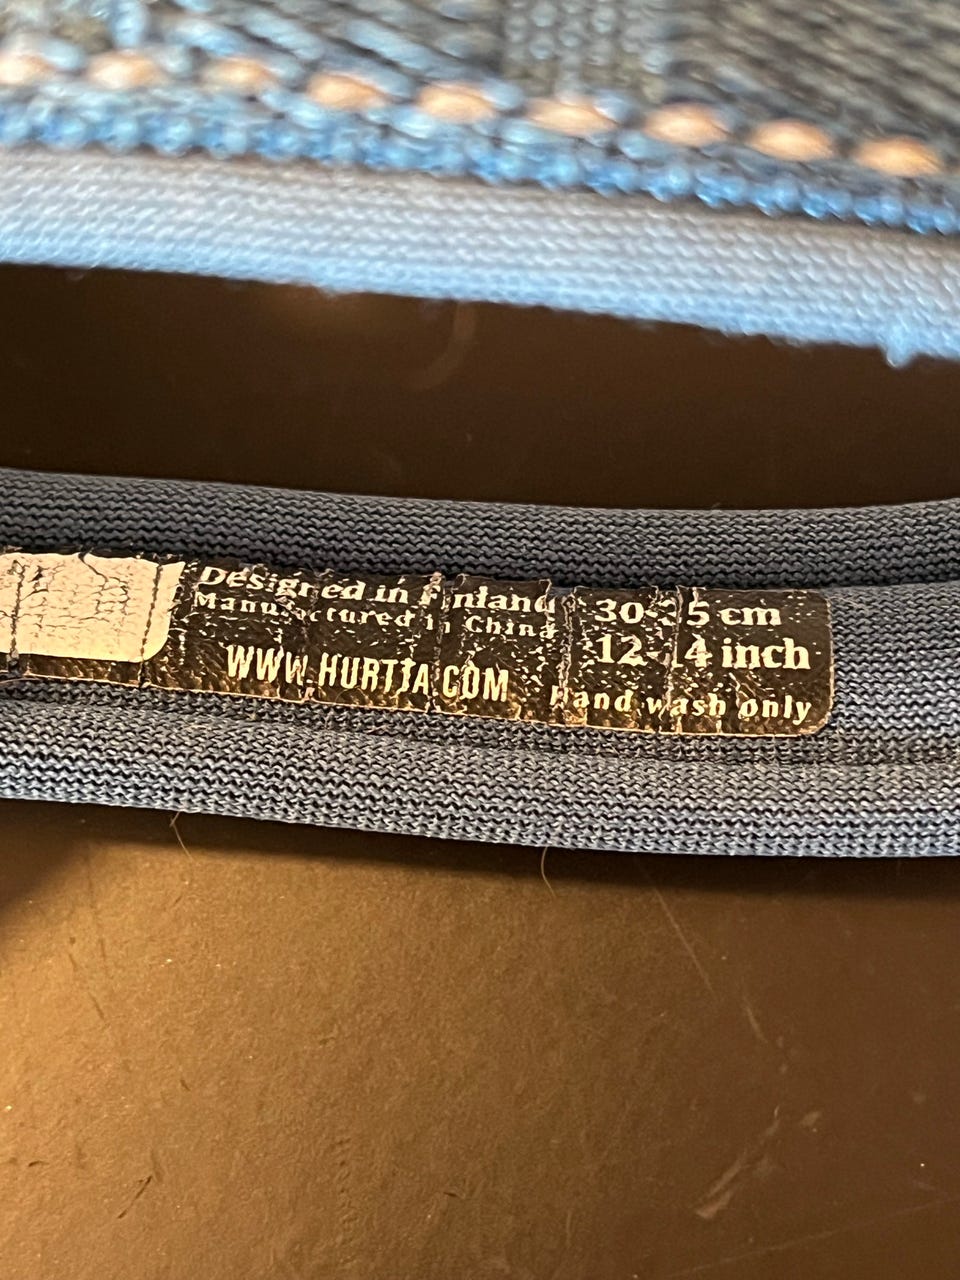 Designed in Finland
Manufactured in China
WWW.HURTTA.COM
30-35 cm
12-14 inch
Hand wash only